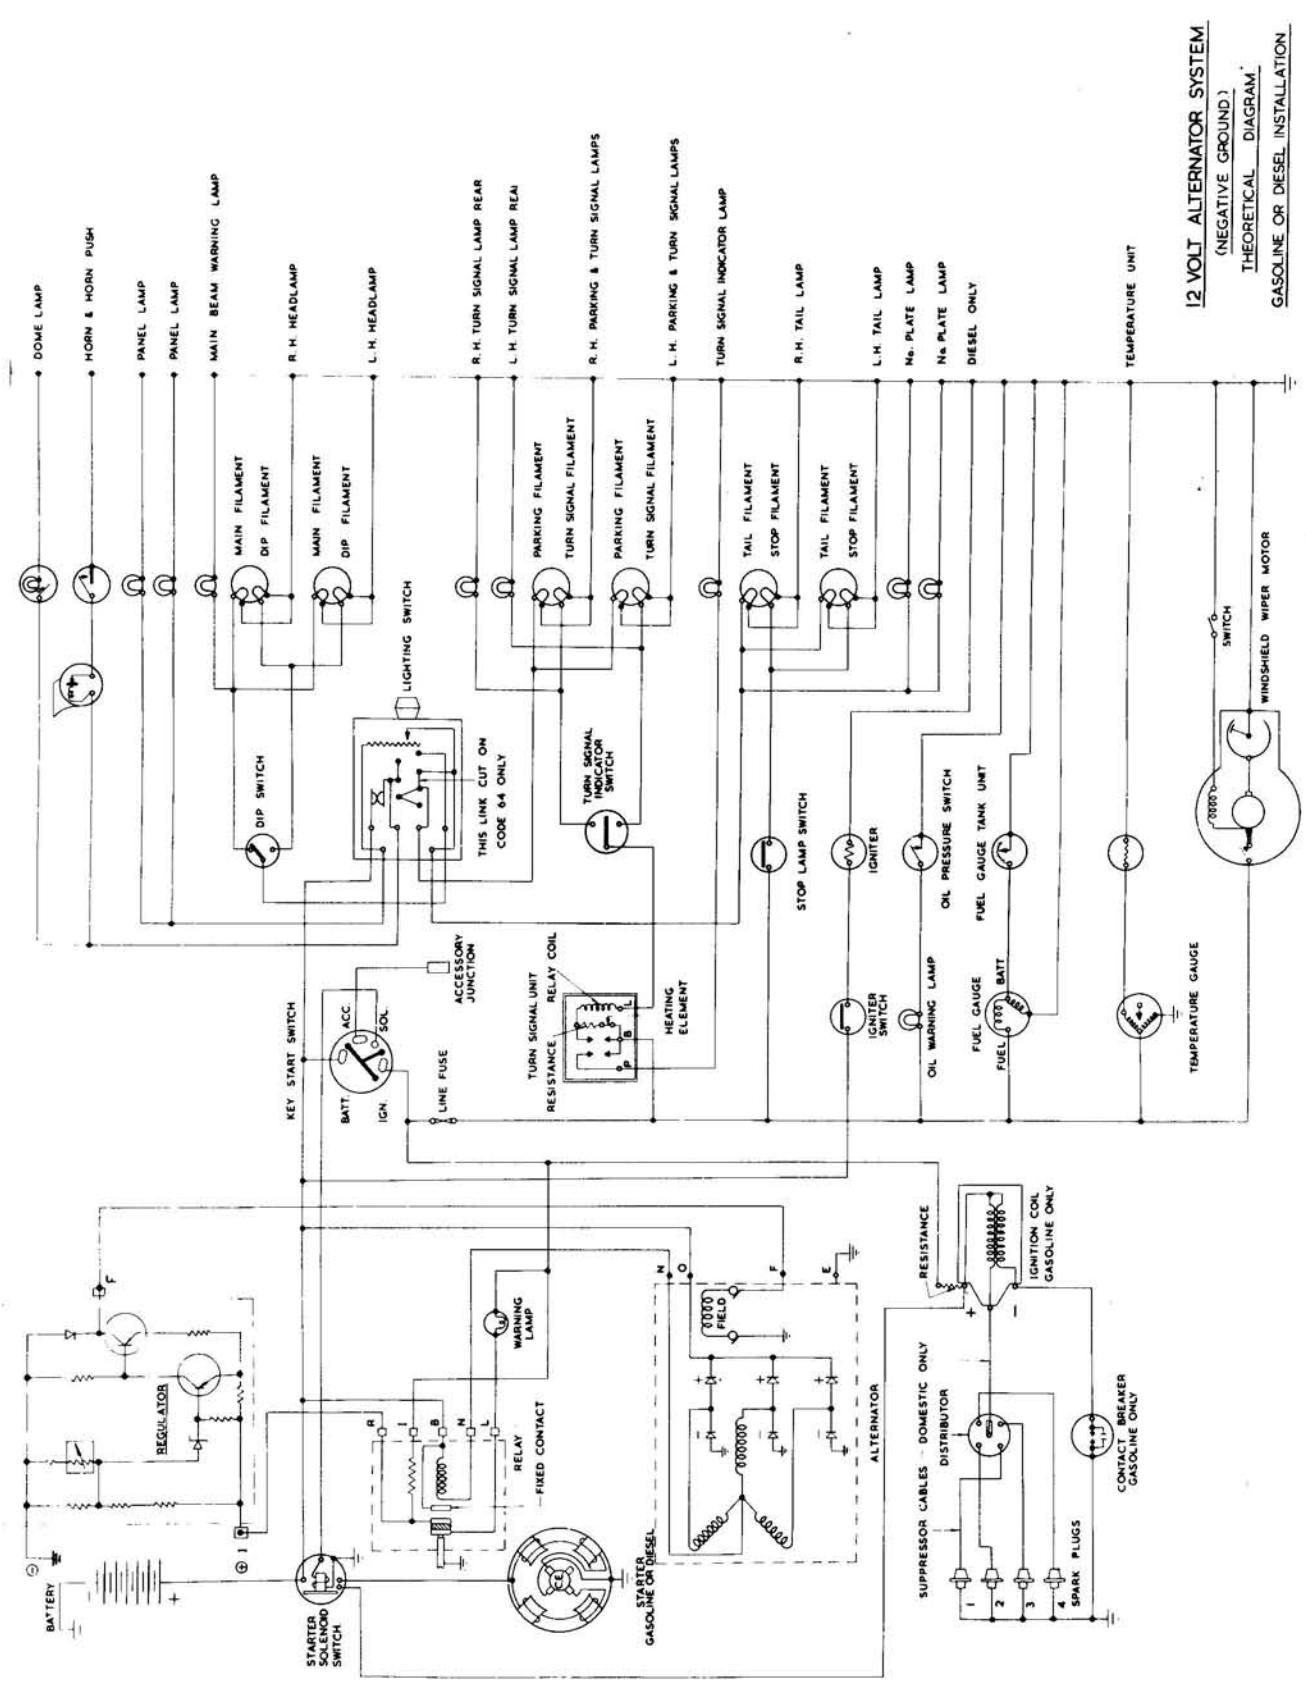 12 VOLT ALTERNATOR SYSTEM
(NEGATIVE GROUND.)
THEORETICAL DIAGRAM.
GASOLINE OR DIESEL INSTALLATION
DOME LAMP
HORN & HORN PUSH
PANEL LAMP
PANEL LAMP
MAIN BEAM WARNING LAMP
R.H. HEADLAMP
L.H. HEADLAMP
R.H. TURN SIGNAL LAMP REAR
L.H. TURN SIGNAL LAMP REAI
R.H. PARKING & TURN SIGNAL LAMPS
L.H. PARKING & TURN SIGNAL LAMPS
TURN SIGNAL INDICATOR LAMP
R.H. TAIL LAMP
L.H. TAIL LAMP
No. PLATE LAMP
No PLATE LAMP
DIESEL ONLY
TEMPERATURE UNIT
MAIN FILAMENT
DIP FILAMENT
MAIN FILAMENT
DIP FILAMENT
PARKING FILAMENT
TURN SIGNAL FILAMENT
PARKING FILAMENT
TURN SIGNAL FILAMENT
TAIL FILAMENT
STOP FILAMENT
TAIL FILAMENT
STOP FILAMENT
LIGHTING SWITCH
SWITCH
WINDSHIELD WIPER MOTOR
DIP SWITCH
THIS LINK CUT ON
CODE 64 ONLY
TURN SIGNAL
INDICATOR
SWITCH
STOP LAMP SWITCH
IGNITER
OIL PRESSURE SWITCH
FUEL GAUGE TANK UNIT
ACCESSORY
JUNCTION
TURN SIGNAL UNIT
RESISTANCE
RELAY COIL
L
B
P
HEATING
ELEMENT
IGNITER
SWITCH
OIL WARNING LAMP
FUEL GAUGE
FUEL
BATT
TEMPERATURE GAUGE
KEY START SWITCH
BATT.
ACC.
SOL.
IGN.
LINE FUSE
F
REGULATOR
+ 1
-
BATTERY
+
WARNING
LAMP
R
I
B
N
L
RELAY
FIXED CONTACT
STARTER
SOLENOID
SWITCH
C.E.
STARTER
GASOLINE OR DIESEL
N
O
F
E
FIELD
+
+
+
-
-
-
ALTERNATOR
RESISTANCE
+
-
IGNITION COIL
GASOLINE ONLY
SUPPRESSOR CABLES - DOMESTIC ONLY
DISTRIBUTOR
CONTACT BREAKER
GASOLINE ONLY
1
2
3
4
SPARK PLUGS